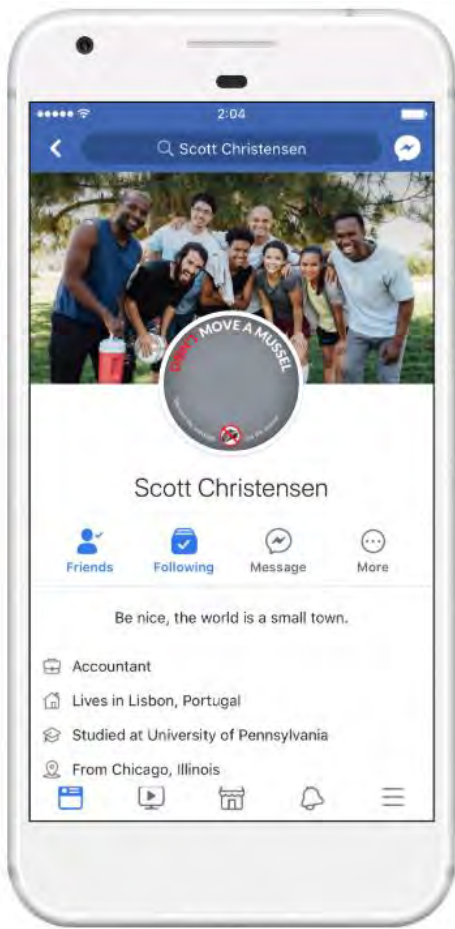 2:04
Scott Christensen
DON'T MOVE A MUSSEL
Scott Christensen
Friends Following Message More
Be nice, the world is a small town.
Accountant
Lives in Lisbon, Portugal
Studied at University of Pennsylvania
From Chicago, Illinois